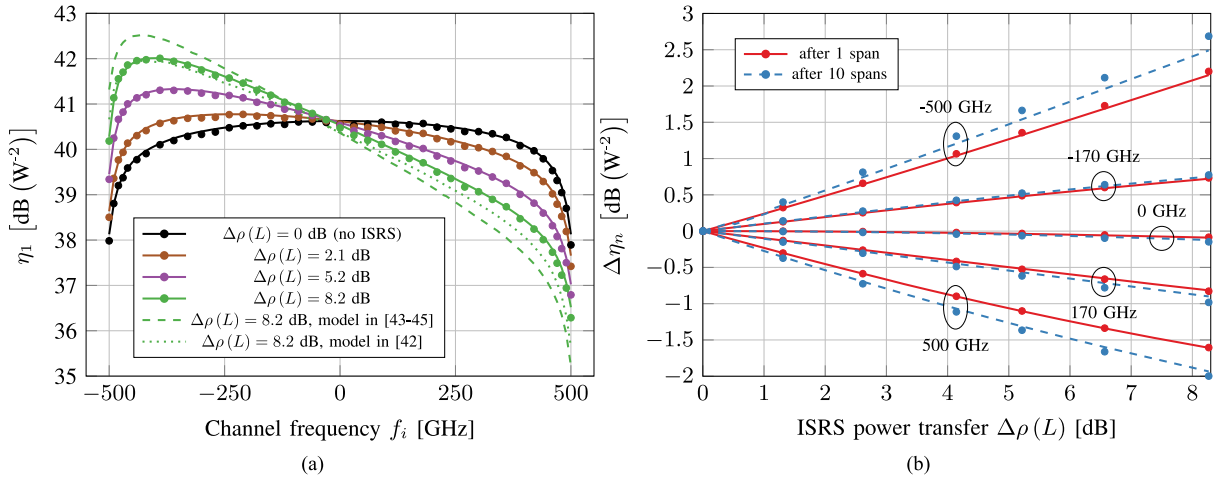 43
42
41
40
39
38
37
36
35
η₁ [dB (W⁻²)]
Δρ(L) = 0 dB (no ISRS)
Δρ(L) = 2.1 dB
Δρ(L) = 5.2 dB
Δρ(L) = 8.2 dB
Δρ(L) = 8.2 dB, model in [43-45]
Δρ(L) = 8.2 dB, model in [42]
−500 −250 0 250 500
Channel frequency fᵢ [GHz]
(a)
3
2.5
2
1.5
1
0.5
0
−0.5
−1
−1.5
−2
Δηₙ [dB (W⁻²)]
after 1 span
after 10 spans
-500 GHz
-170 GHz
0 GHz
170 GHz
500 GHz
0 1 2 3 4 5 6 7 8
ISRS power transfer Δρ(L) [dB]
(b)